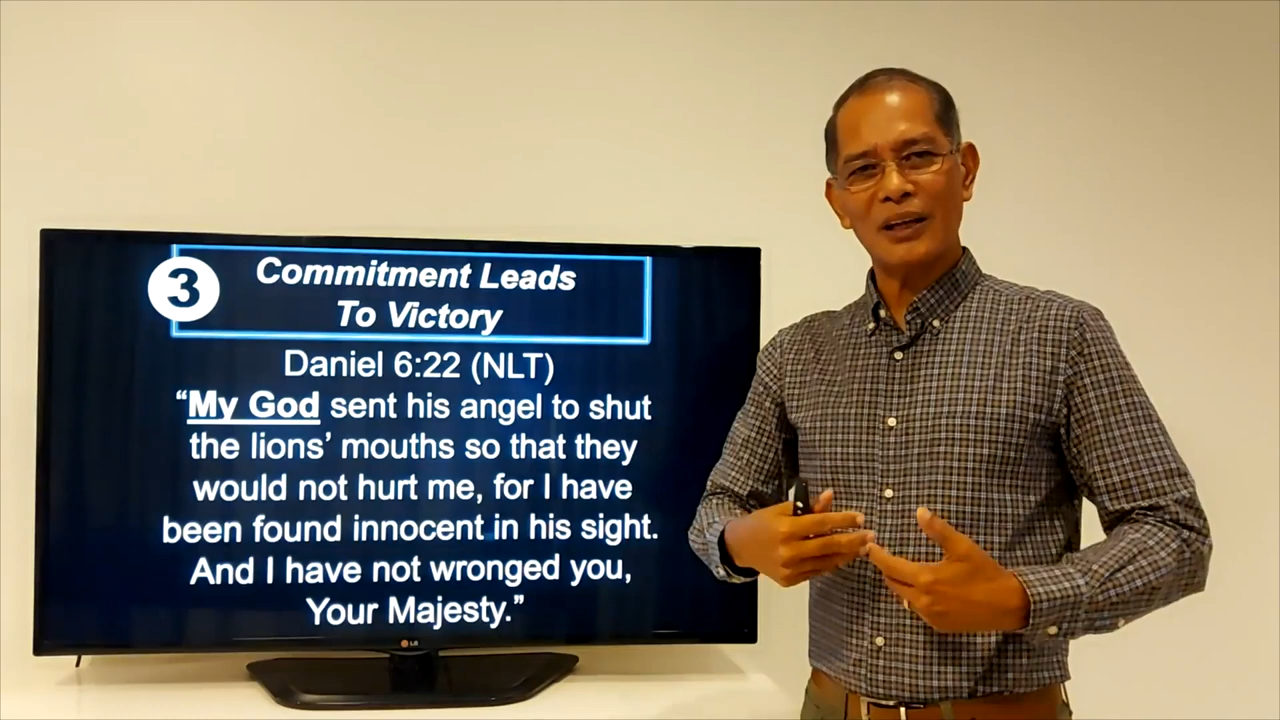 3
Commitment Leads
To Victory
Daniel 6:22 (NLT)
“My God sent his angel to shut
the lions’ mouths so that they
would not hurt me, for I have
been found innocent in his sight.
And I have not wronged you,
Your Majesty.”
LG